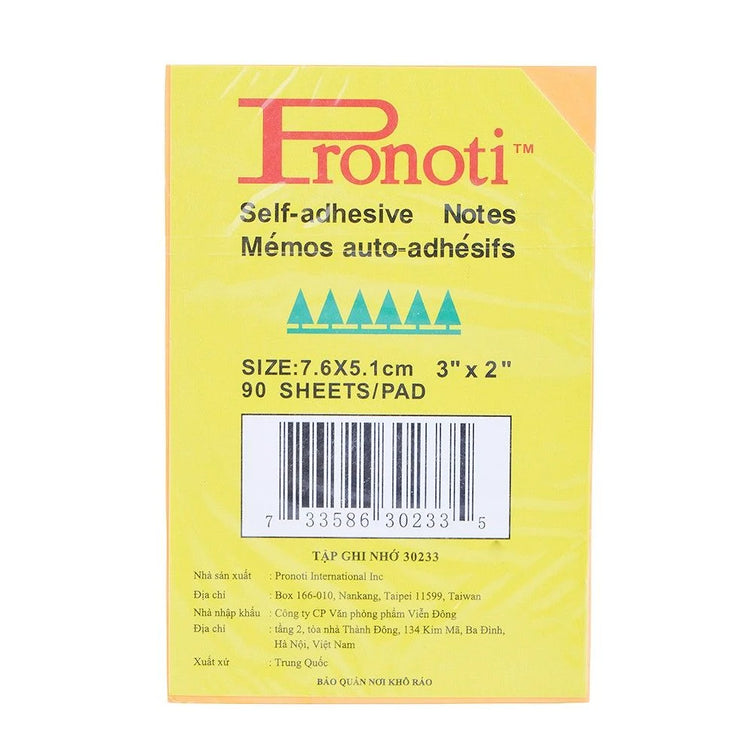 Pronoti™
Self-adhesive Notes
Mémos auto-adhésifs
SIZE:7.6X5.1cm 3" x 2"
90 SHEETS/PAD
7 33586 30233 5
TẬP GHI NHỚ 30233
Nhà sản xuất : Pronoti International Inc
Địa chỉ : Box 166-010, Nankang, Taipei 11599, Taiwan
Nhà nhập khẩu : Công ty CP Văn phòng phẩm Viễn Đông
Địa chỉ : tầng 2, tòa nhà Thành Đông, 134 Kim Mã, Ba Đình,
Hà Nội, Việt Nam
Xuất xứ : Trung Quốc
BẢO QUẢN NƠI KHÔ RÁO